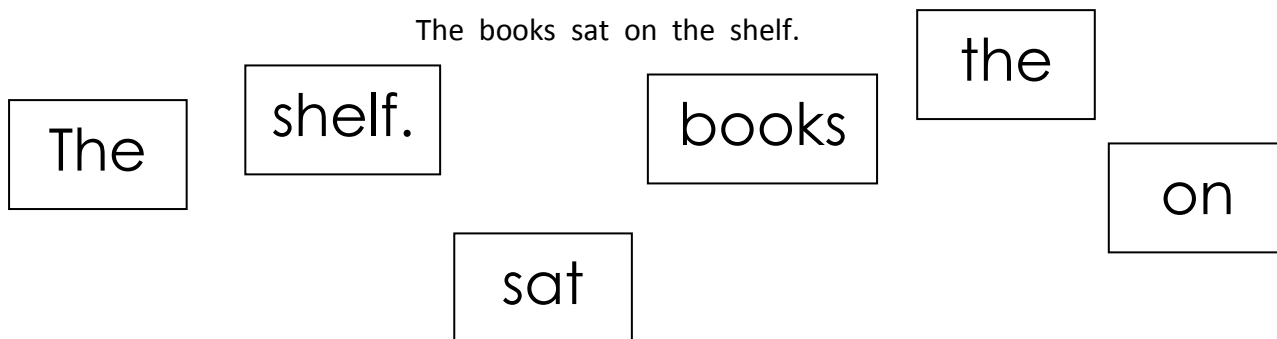 The books sat on the shelf.
the
shelf.
books
The
on
sat